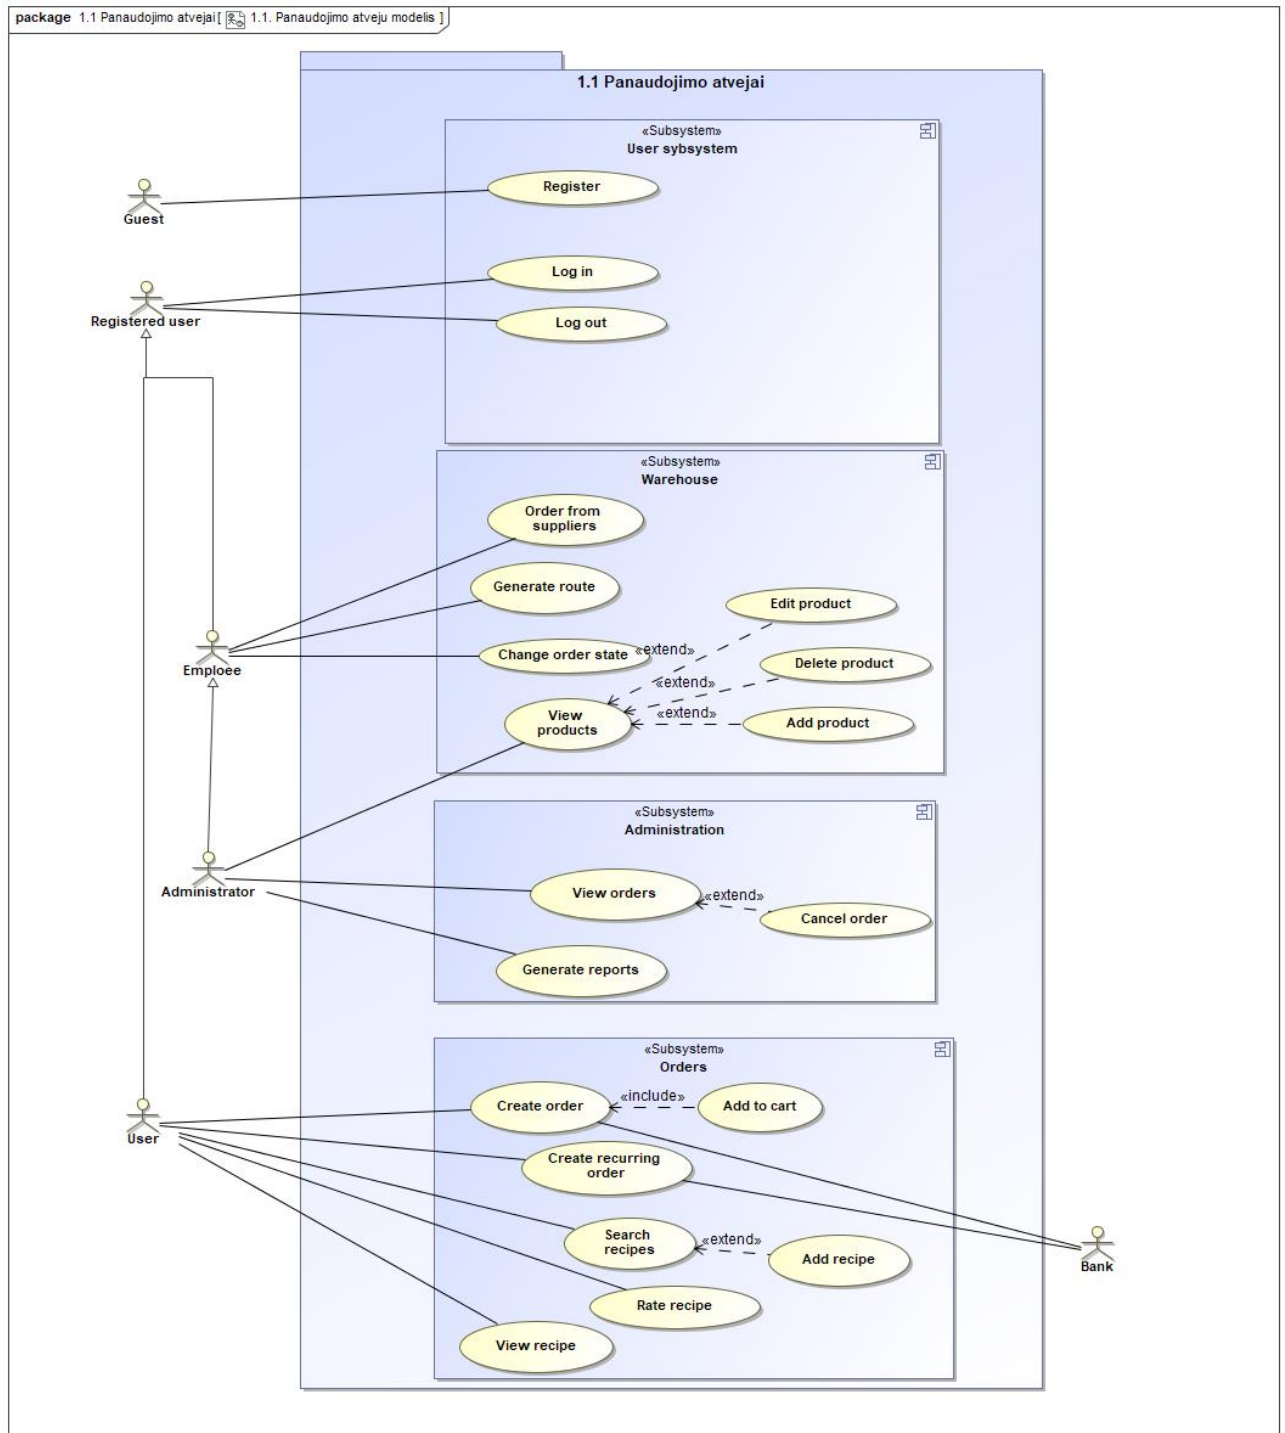 package 1.1 Panaudojimo atvejai[ 1.1. Panaudojimo atveju modelis ]
1.1 Panaudojimo atvejai
«Subsystem»
User sybsystem
Register
Guest
Log in
Registered user
Log out
«Subsystem»
Warehouse
Order from
suppliers
Generate route
Edit product
Change order state
«extend»
Emploee
Delete product
«extend»
View
products
«extend»
Add product
«Subsystem»
Administration
Administrator
View orders
«extend»
Cancel order
Generate reports
«Subsystem»
Orders
Create order
«include»
Add to cart
User
Create recurring
order
Search
recipes
«extend»
Add recipe
Bank
Rate recipe
View recipe